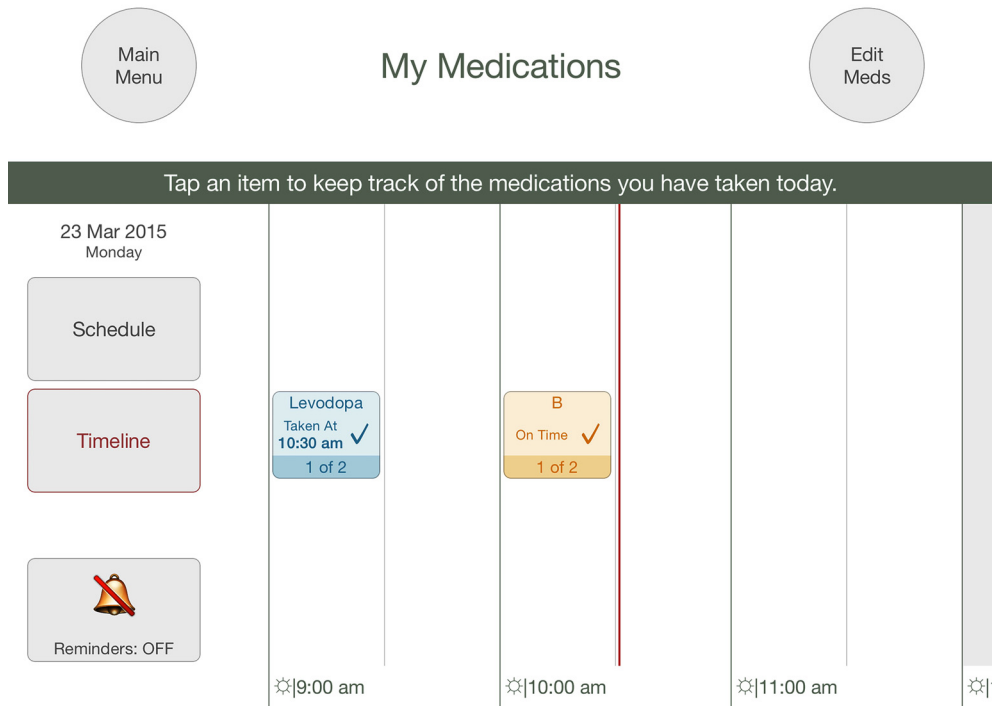 Main
Menu
My Medications
Edit
Meds
Tap an item to keep track of the medications you have taken today.
23 Mar 2015
Monday
Schedule
Timeline
Levodopa
Taken At
10:30 am
1 of 2
B
On Time
1 of 2
Reminders: OFF
9:00 am
10:00 am
11:00 am